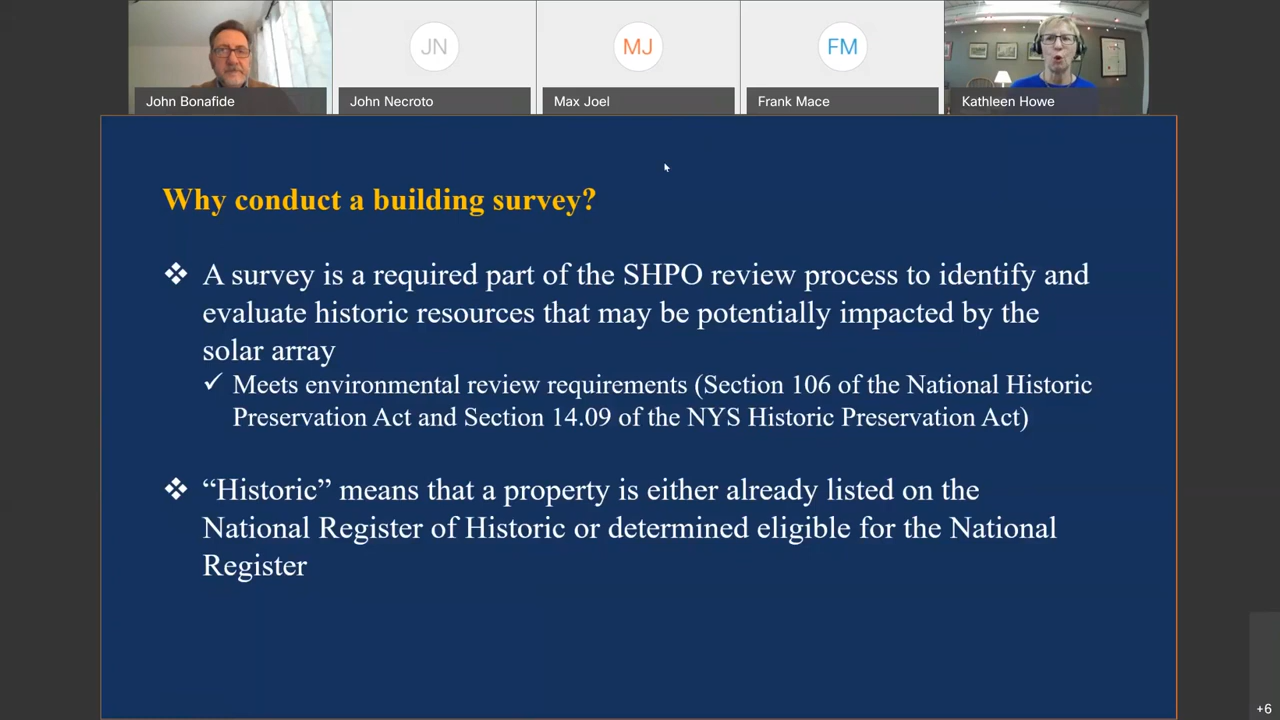 JN
MJ
FM
John Bonafide
John Necroto
Max Joel
Frank Mace
Kathleen Howe
Why conduct a building survey?
❖ A survey is a required part of the SHPO review process to identify and
evaluate historic resources that may be potentially impacted by the
solar array
✓ Meets environmental review requirements (Section 106 of the National Historic
Preservation Act and Section 14.09 of the NYS Historic Preservation Act)
❖ “Historic” means that a property is either already listed on the
National Register of Historic or determined eligible for the National
Register
+6